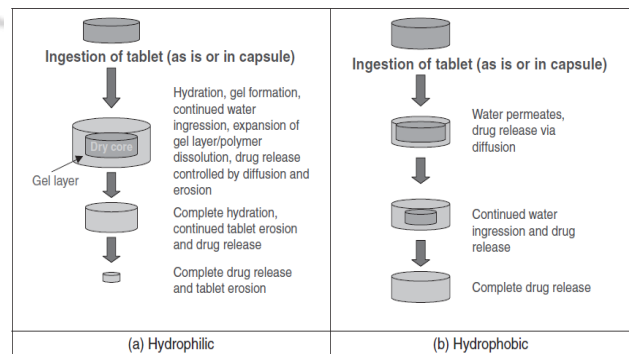 Ingestion of tablet (as is or in capsule)
Hydration, gel formation,
continued water
ingression, expansion of
gel layer/polymer
dissolution, drug release
controlled by diffusion and
erosion
Dry core
Gel layer
Complete hydration,
continued tablet erosion
and drug release
Complete drug release
and tablet erosion
(a) Hydrophilic
Ingestion of tablet (as is or in capsule)
Water permeates,
drug release via
diffusion
Continued water
ingression and drug
release
Complete drug release
(b) Hydrophobic